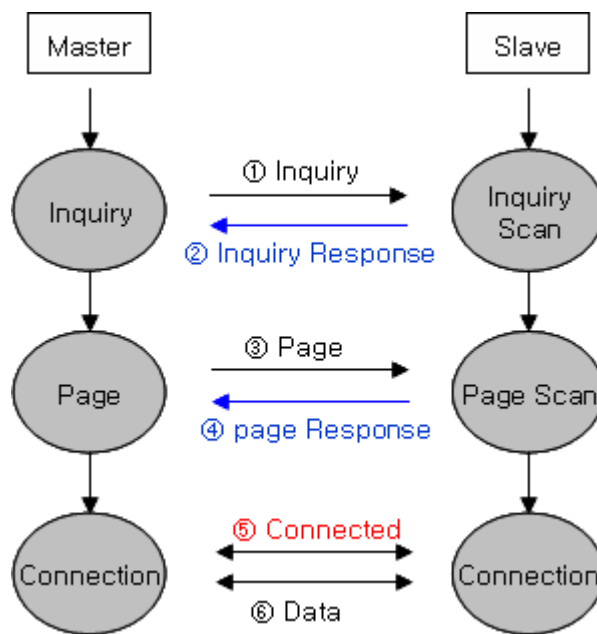 Master
Slave
① Inquiry
Inquiry
Inquiry
Scan
② Inquiry Response
③ Page
Page
Page Scan
④ page Response
⑤ Connected
Connection
Connection
⑥ Data